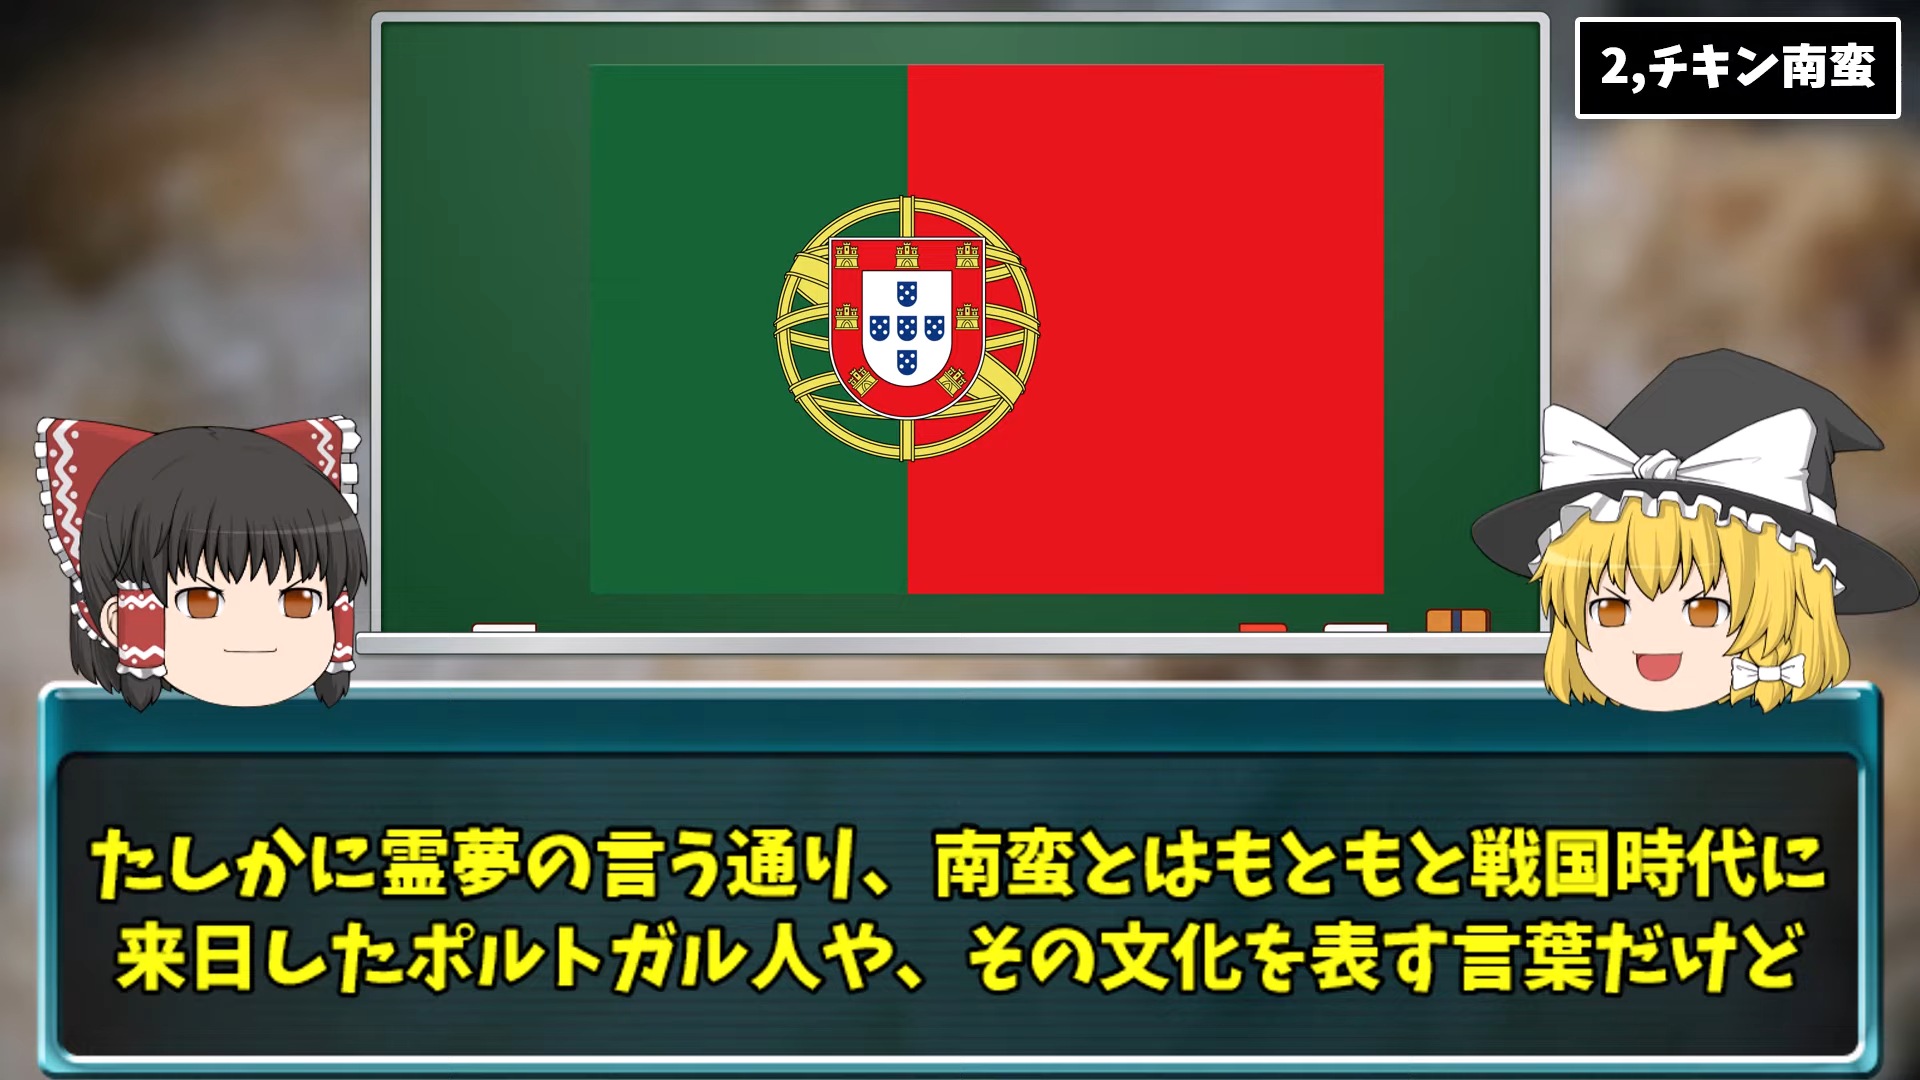 2,チキン南蛮
たしかに霊夢の言う通り、南蛮とはもともと戦国時代に
来日したポルトガル人や、その文化を表す言葉だけど